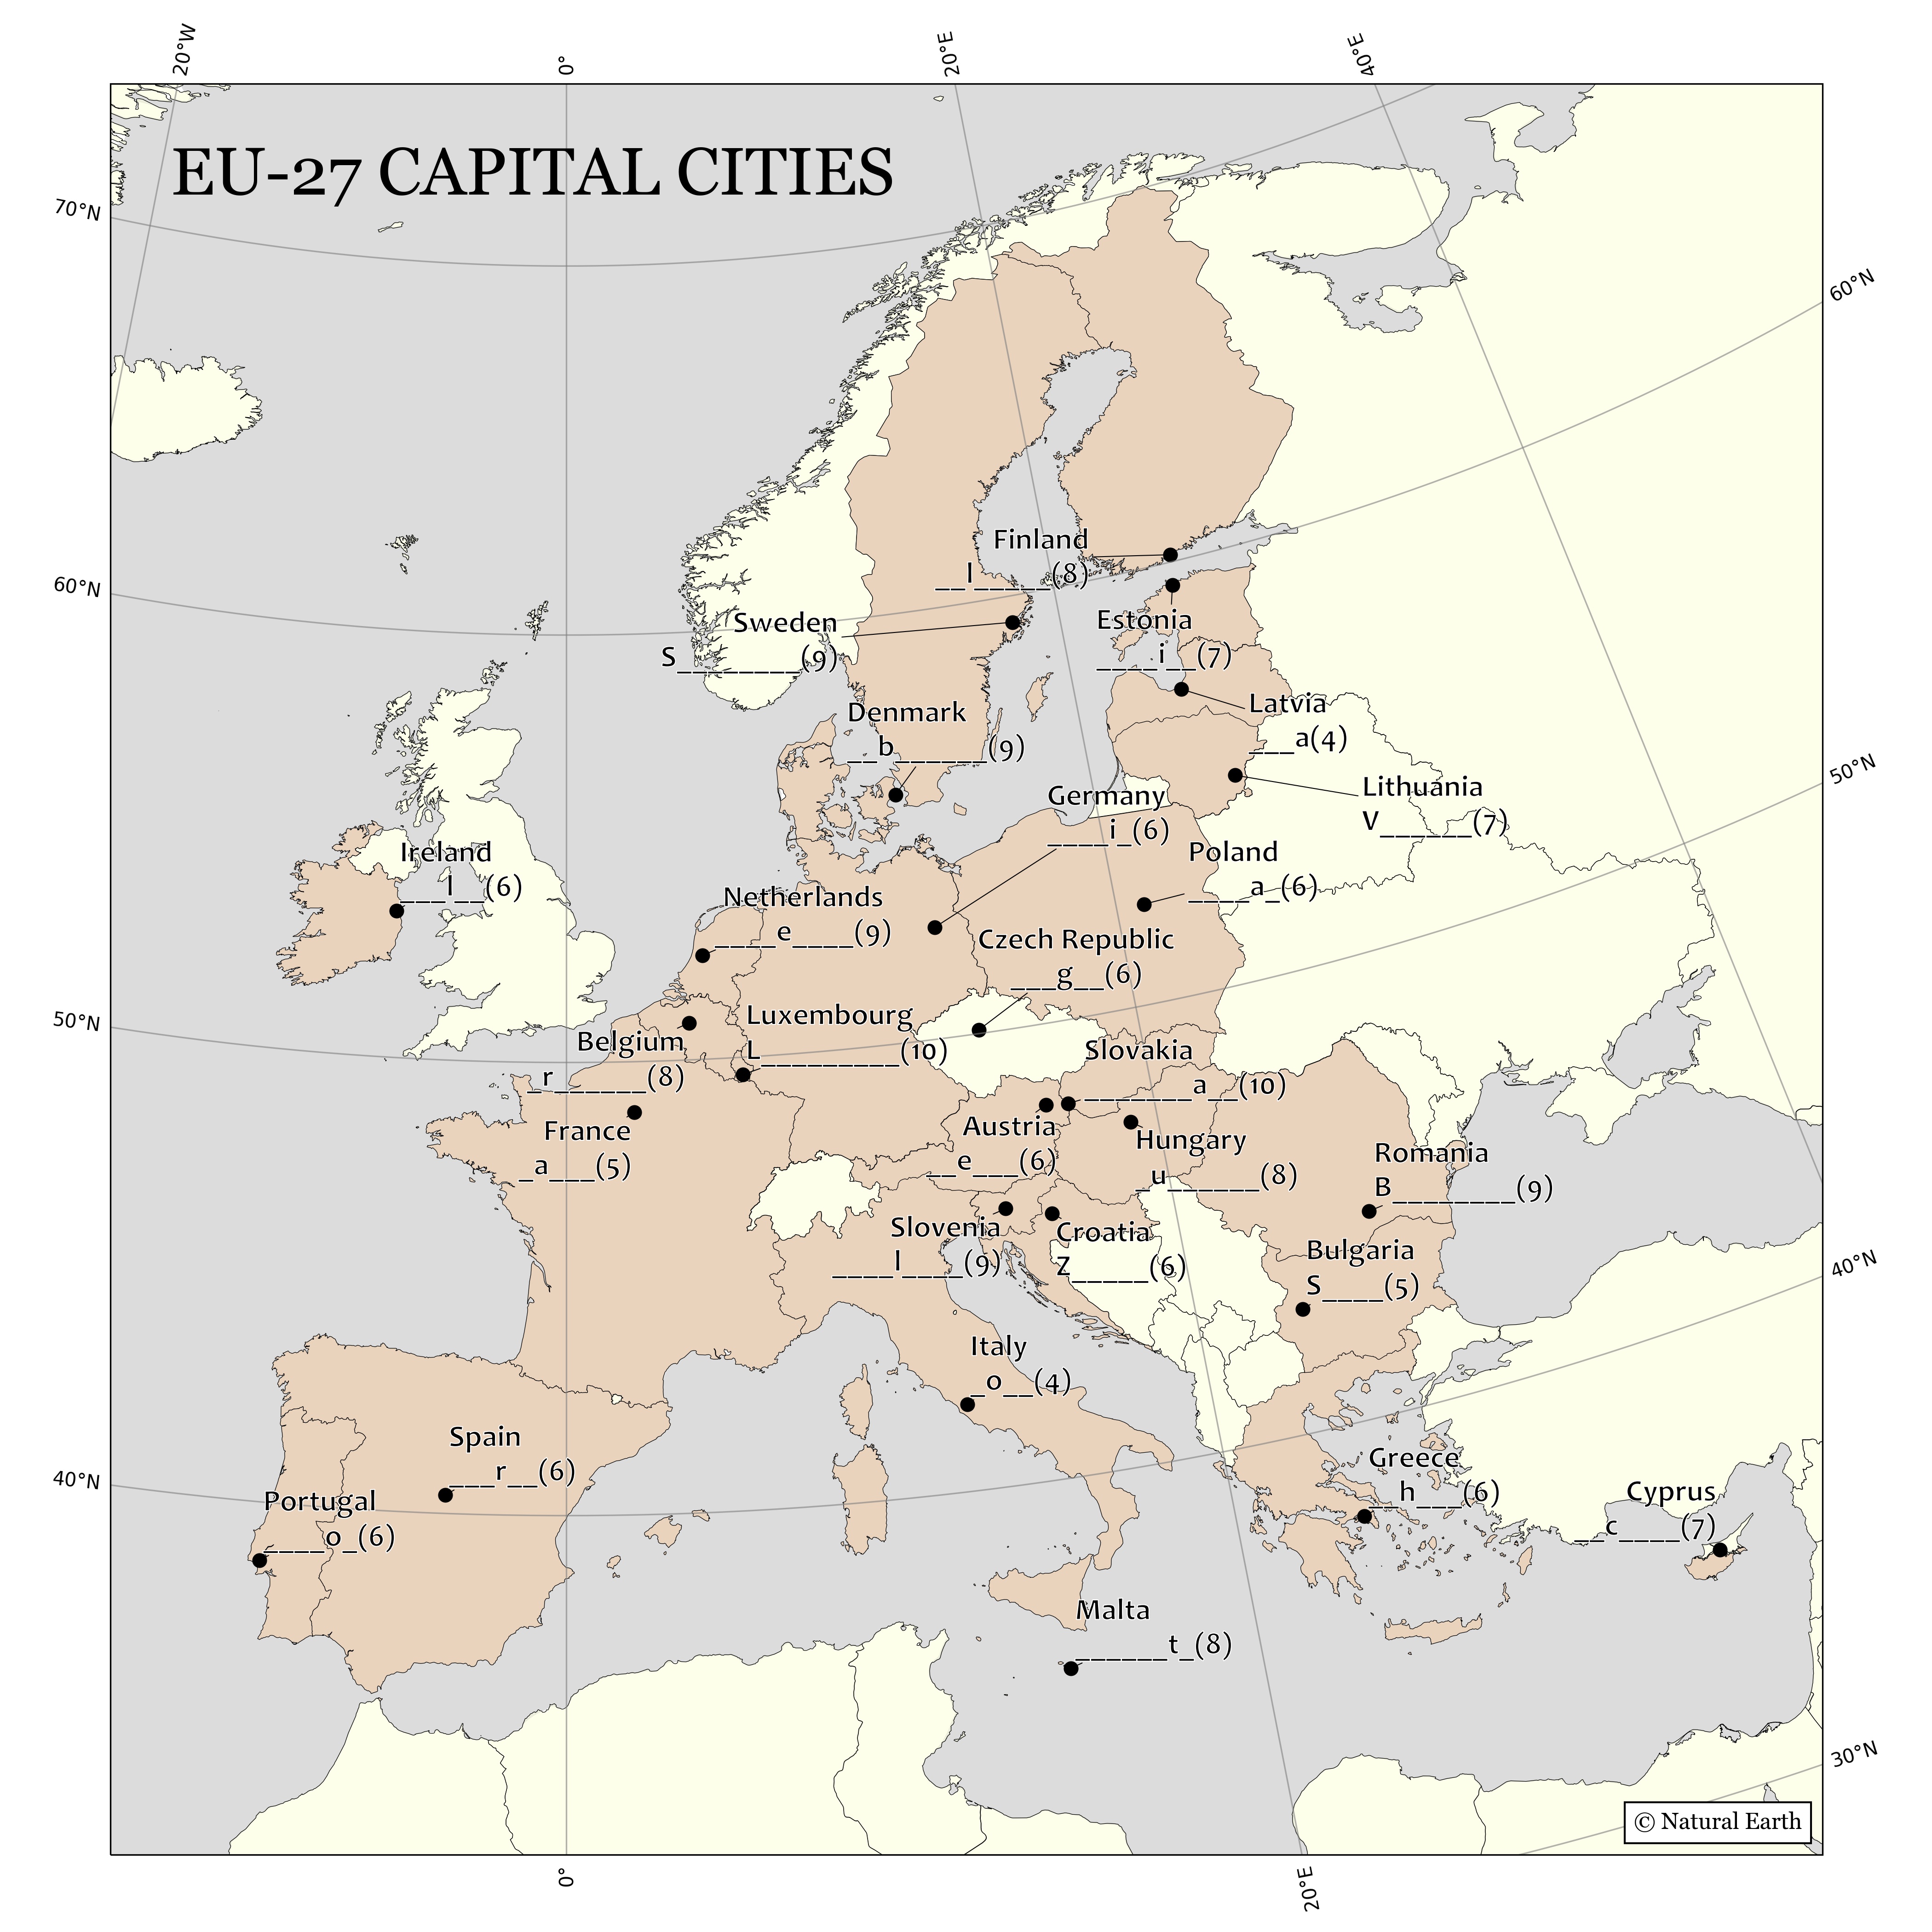 20°W
0°
20°E
40°E
EU-27 CAPITAL CITIES
70°N
60°N
60°N
50°N
50°N
40°N
40°N
30°N
Finland
__l_____(8)
Sweden
S________(9)
Estonia
____i__(7)
Latvia
___a(4)
Denmark
__b______(9)
Lithuania
V______(7)
Germany
____i_(6)
Ireland
___l__(6)
Poland
____a_(6)
Netherlands
____e____(9)
Czech Republic
___g__(6)
Luxembourg
L_________(10)
Belgium
_r______(8)
Slovakia
_______a__(10)
France
_a___(5)
Austria
__e___(6)
Hungary
_u______(8)
Romania
B________(9)
Slovenia
____l____(9)
Croatia
Z_____(6)
Bulgaria
S____(5)
Italy
_o__(4)
Spain
___r__(6)
Portugal
____o_(6)
Greece
__h___(6)
Cyprus
__c____(7)
Malta
______t_(8)
© Natural Earth
0°
20°E